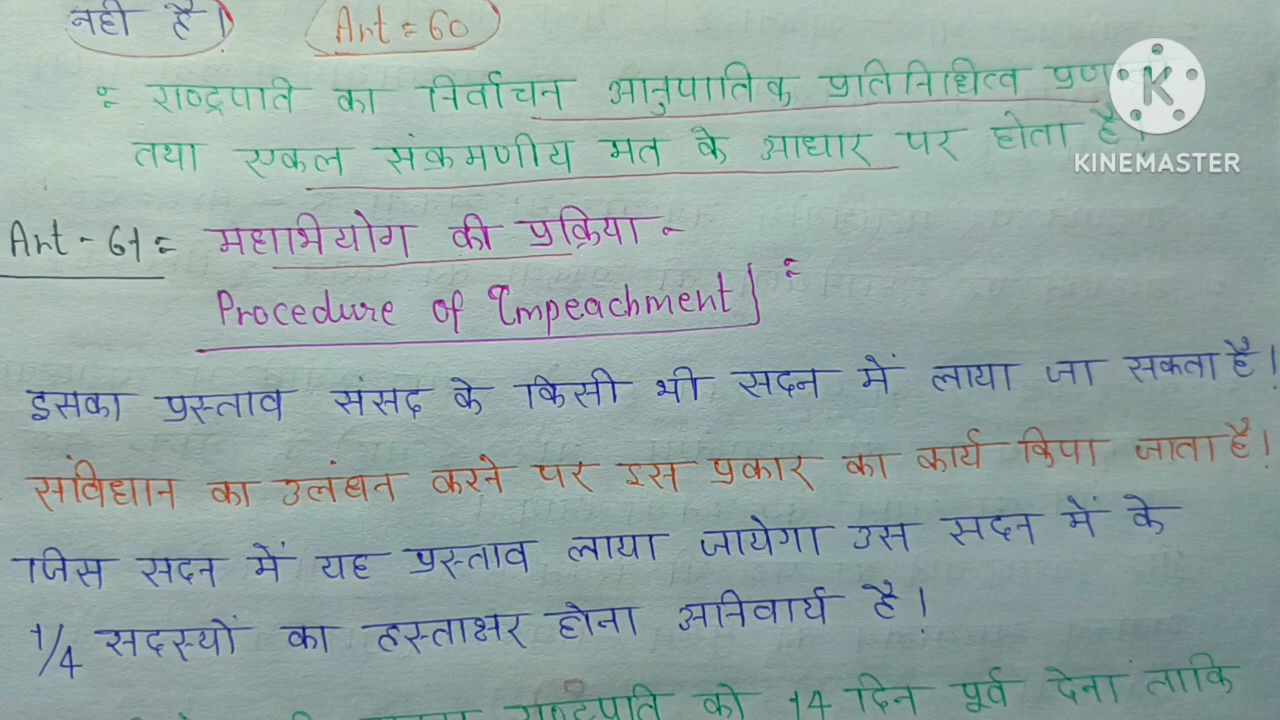 नहीं है। Art = 60
= राष्ट्रपति का निर्वाचन आनुपातिक प्रतिनिधित्व
तथा एकल संक्रमणीय मत के आधार पर होता है।
K
KINEMASTER
Art - 61 = महाभियोग की प्रक्रिया -
Procedure of Impeachment] =
इसका प्रस्ताव संसद के किसी भी सदन में लाया जा सकता है।
संविधान का उलंघन करने पर इस प्रकार का कार्य किया जाता है।
जिस सदन में यह प्रस्ताव लाया जायेगा उस सदन में के
1/4 सदस्यों का हस्ताक्षर होना अनिवार्य है।
राष्ट्रपति को 14 दिन पूर्व देना ताकि